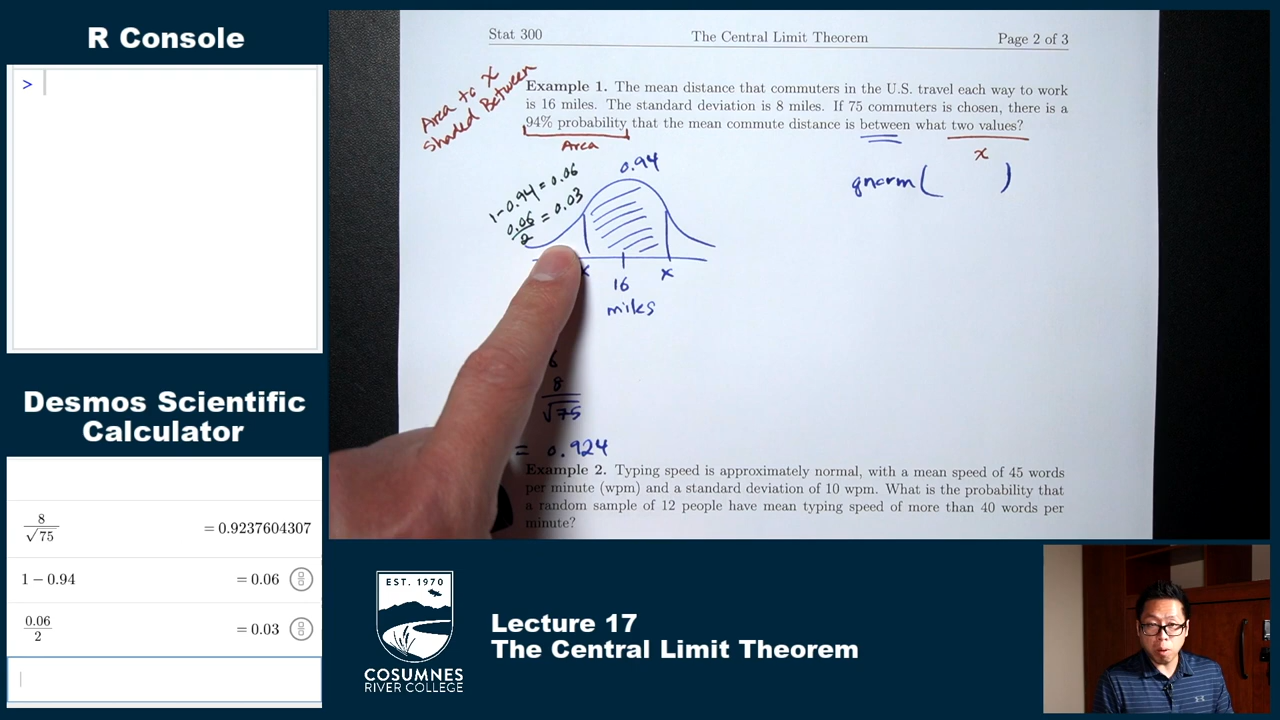 R Console
>
Stat 300 The Central Limit Theorem Page 2 of 3
Area to x
shaded Between
Example 1. The mean distance that commuters in the U.S. travel each way to work
is 16 miles. The standard deviation is 8 miles. If 75 commuters is chosen, there is a
94% probability that the mean commute distance is between what two values?
Area
x
qnorm( )
1-0.94=0.06
0.06/2 = 0.03
0.94
x
16
x
miles
8
√75
= 0.924
Example 2. Typing speed is approximately normal, with a mean speed of 45 words
per minute (wpm) and a standard deviation of 10 wpm. What is the probability that
a random sample of 12 people have mean typing speed of more than 40 words per
minute?
Desmos Scientific
Calculator
8/√75 = 0.9237604307
1 − 0.94 = 0.06
0.06/2 = 0.03
EST. 1970
COSUMNES
RIVER COLLEGE
Lecture 17
The Central Limit Theorem